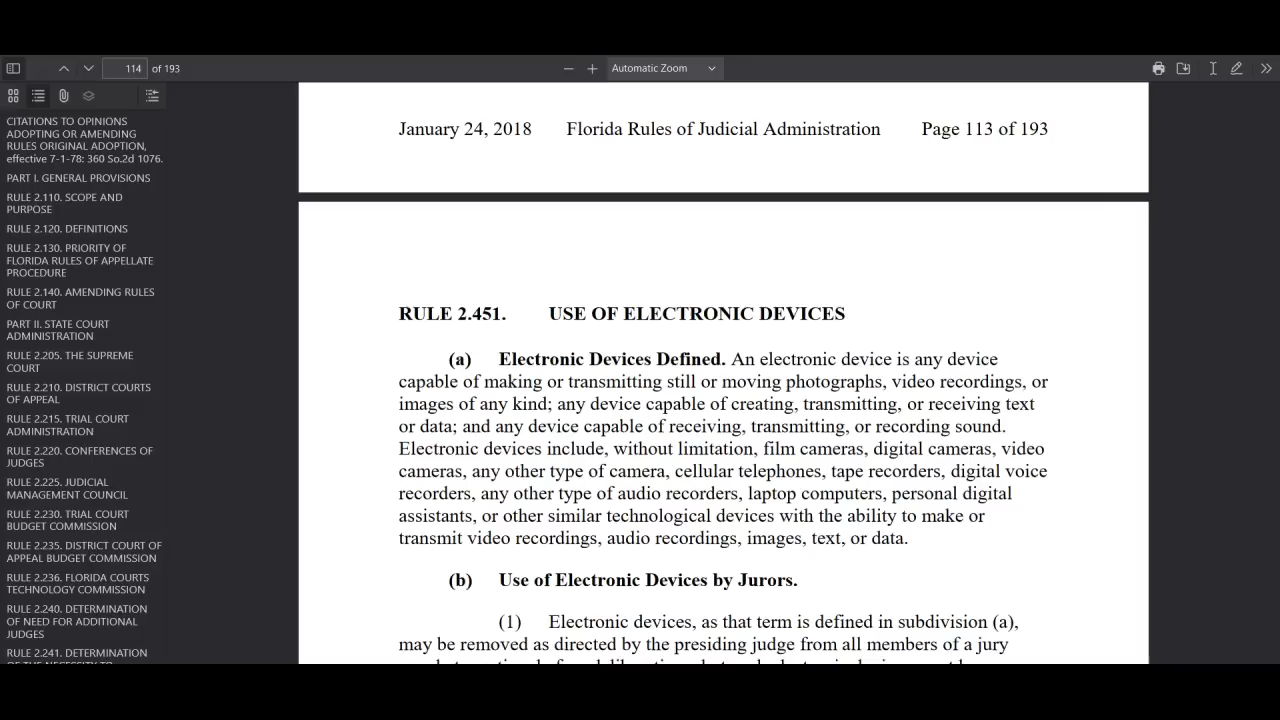 114 of 193
Automatic Zoom
CITATIONS TO OPINIONS
ADOPTING OR AMENDING
RULES ORIGINAL ADOPTION,
effective 7-1-78: 360 So.2d 1076.
PART I. GENERAL PROVISIONS
RULE 2.110. SCOPE AND
PURPOSE
RULE 2.120. DEFINITIONS
RULE 2.130. PRIORITY OF
FLORIDA RULES OF APPELLATE
PROCEDURE
RULE 2.140. AMENDING RULES
OF COURT
PART II. STATE COURT
ADMINISTRATION
RULE 2.205. THE SUPREME
COURT
RULE 2.210. DISTRICT COURTS
OF APPEAL
RULE 2.215. TRIAL COURT
ADMINISTRATION
RULE 2.220. CONFERENCES OF
JUDGES
RULE 2.225. JUDICIAL
MANAGEMENT COUNCIL
RULE 2.230. TRIAL COURT
BUDGET COMMISSION
RULE 2.235. DISTRICT COURT OF
APPEAL BUDGET COMMISSION
RULE 2.236. FLORIDA COURTS
TECHNOLOGY COMMISSION
RULE 2.240. DETERMINATION
OF NEED FOR ADDITIONAL
JUDGES
RULE 2.241. DETERMINATION
OF THE NECESSITY TO
January 24, 2018 Florida Rules of Judicial Administration Page 113 of 193
RULE 2.451. USE OF ELECTRONIC DEVICES
(a) Electronic Devices Defined. An electronic device is any device
capable of making or transmitting still or moving photographs, video recordings, or
images of any kind; any device capable of creating, transmitting, or receiving text
or data; and any device capable of receiving, transmitting, or recording sound.
Electronic devices include, without limitation, film cameras, digital cameras, video
cameras, any other type of camera, cellular telephones, tape recorders, digital voice
recorders, any other type of audio recorders, laptop computers, personal digital
assistants, or other similar technological devices with the ability to make or
transmit video recordings, audio recordings, images, text, or data.
(b) Use of Electronic Devices by Jurors.
(1) Electronic devices, as that term is defined in subdivision (a),
may be removed as directed by the presiding judge from all members of a jury